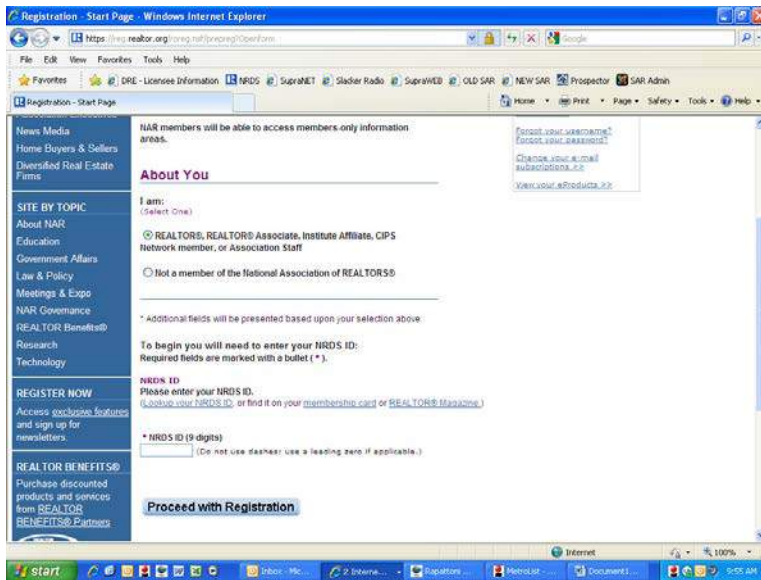 Registration - Start Page - Windows Internet Explorer
https://reg.realtor.org/roreg.nsf/prereg?Openform
Google
File Edit View Favorites Tools Help
Favorites DRE - Licensee Information NRDS SupraNET Slacker Radio SupraWEB OLD SAR NEW SAR Prospector SAR Admin
Registration - Start Page
Home Print Page Safety Tools Help
News Media
Home Buyers & Sellers
Diversified Real Estate
Firms
SITE BY TOPIC
About NAR
Education
Government Affairs
Law & Policy
Meetings & Expo
NAR Governance
REALTOR Benefits®
Research
Technology
REGISTER NOW
Access exclusive features
and sign up for
newsletters.
REALTOR BENEFITS®
Purchase discounted
products and services
from REALTOR
BENEFITS® Partners
NAR members will be able to access members-only information
areas.
About You
I am:
(Select One)
REALTOR®, REALTOR® Associate, Institute Affiliate, CIPS
Network member, or Association Staff
Not a member of the National Association of REALTORS®
* Additional fields will be presented based upon your selection above
To begin you will need to enter your NRDS ID:
Required fields are marked with a bullet ( * ).
NRDS ID
Please enter your NRDS ID.
(Lookup your NRDS ID, or find it on your membership card or REALTOR® Magazine.)
* NRDS ID (9 digits)
(Do not use dashes; use a leading zero if applicable.)
Proceed with Registration
Forgot your username?
Forgot your password?
Change your e-mail
subscriptions >>
View your eProducts >>
Internet 100%
start Inbox - Mic... 2 Interne... Rapattoni ... MetroList - ... Document1... 9:55 AM